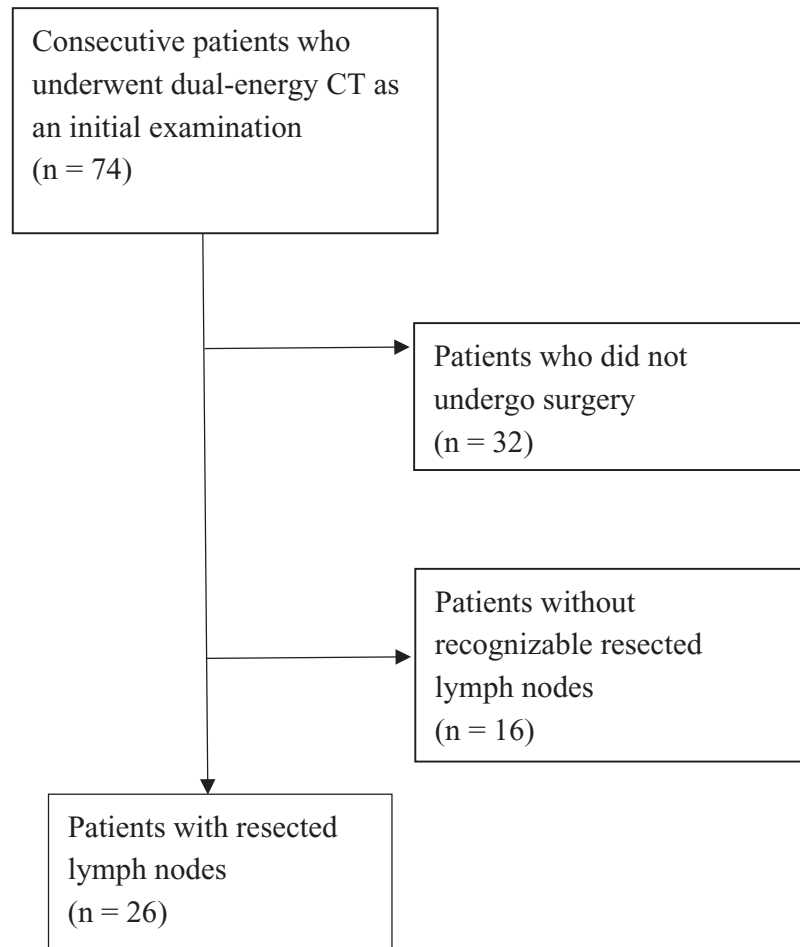 Consecutive patients who
underwent dual-energy CT as
an initial examination
(n = 74)
Patients who did not
undergo surgery
(n = 32)
Patients without
recognizable resected
lymph nodes
(n = 16)
Patients with resected
lymph nodes
(n = 26)